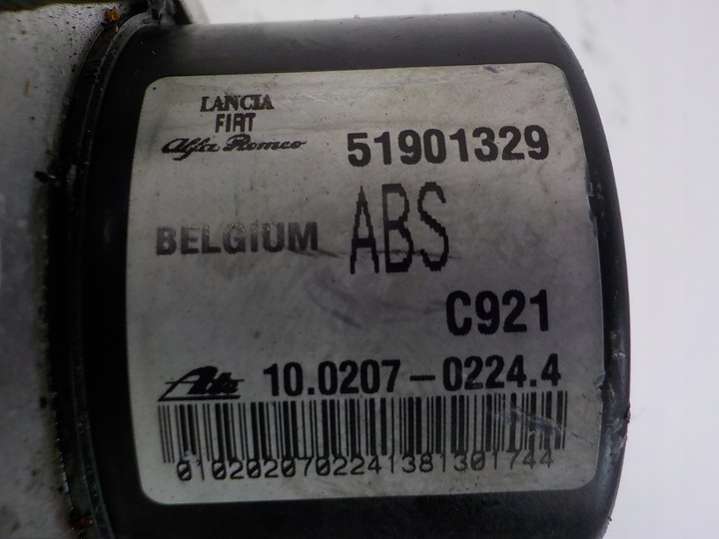 LANCIA
FIAT
Alfa Romeo 51901329
BELGIUM ABS
C921
Ate 10.0207-0224.4
0102020702241381301744